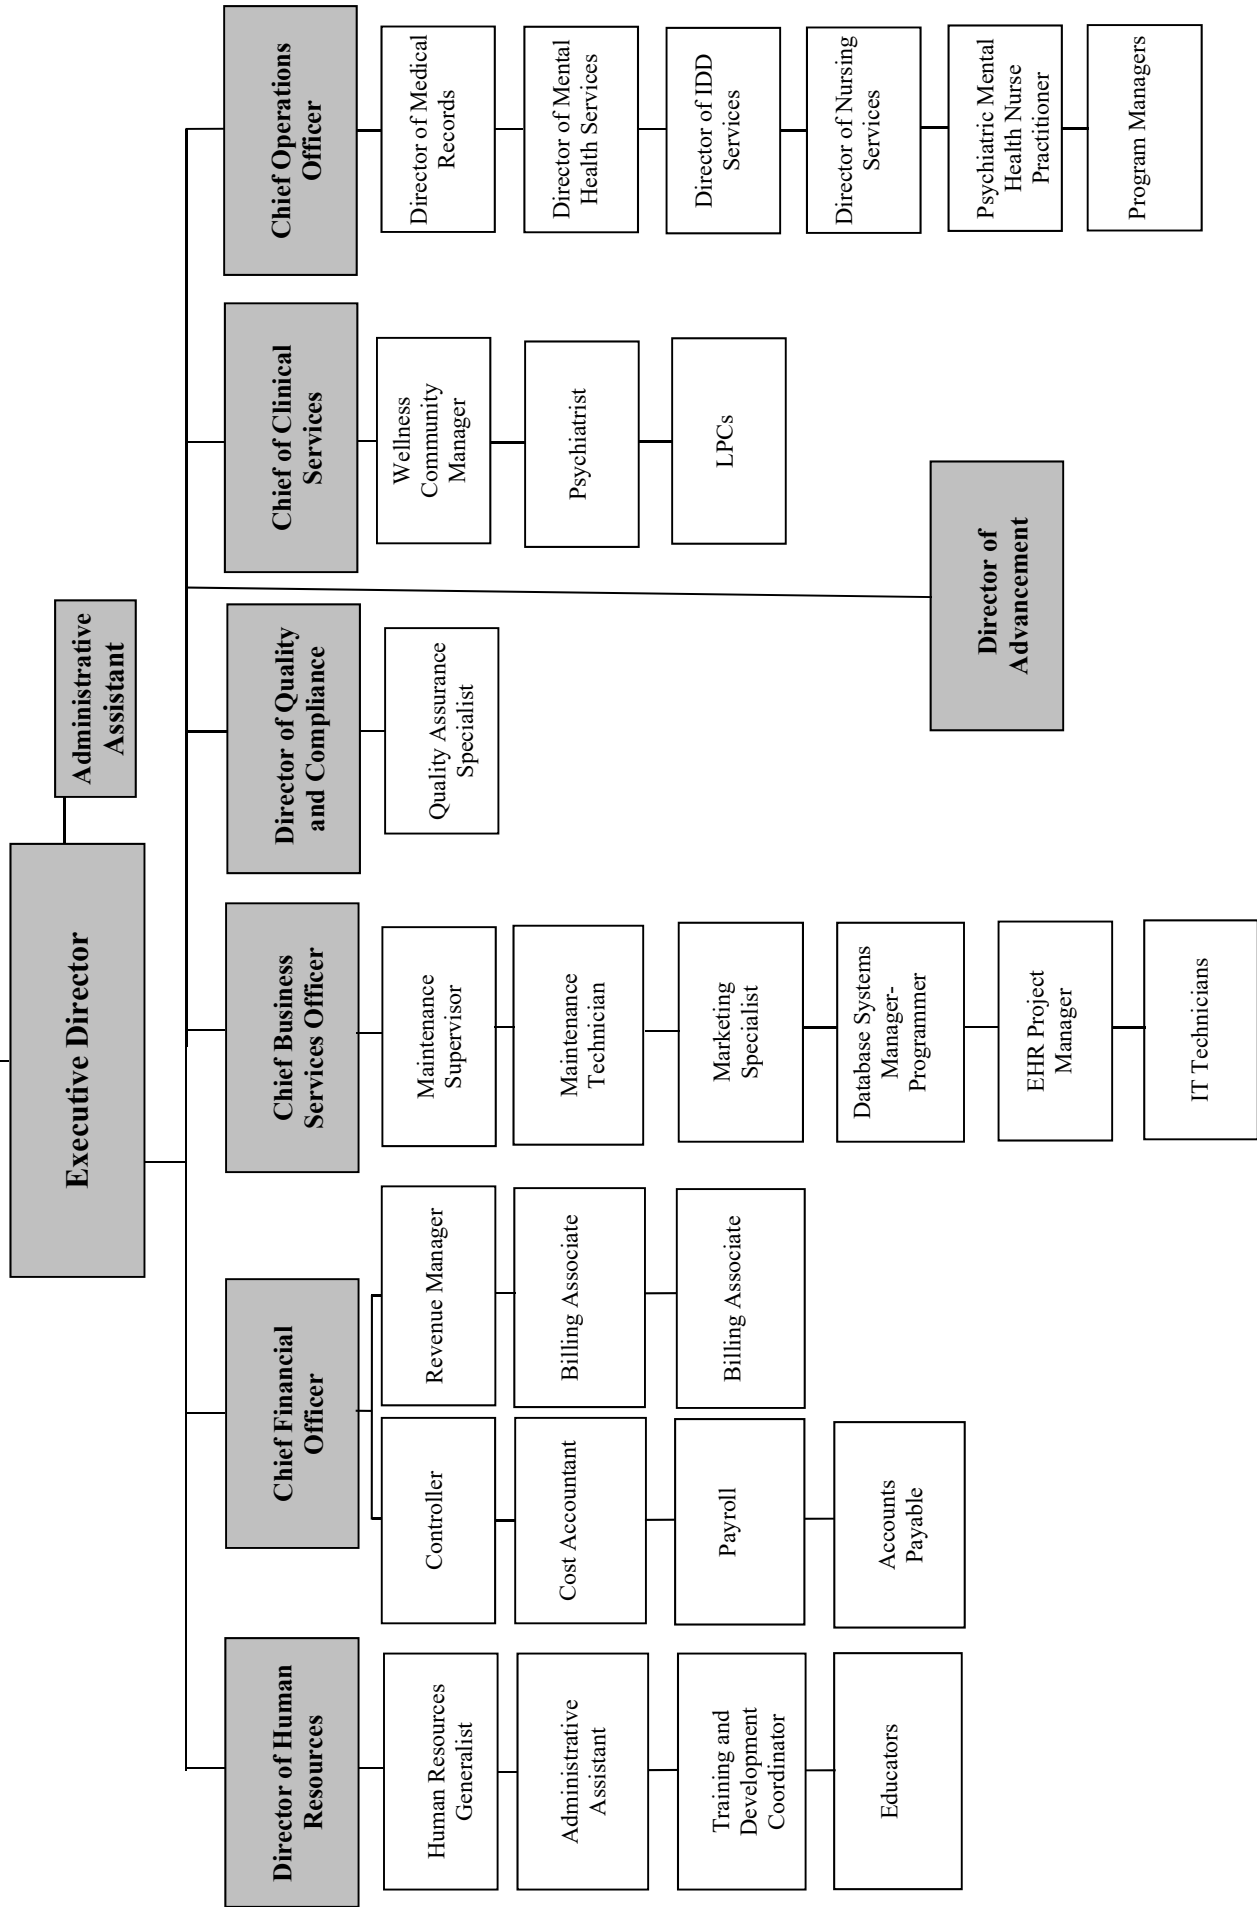 Executive Director
Administrative
Assistant
Director of Human
Resources
Human Resources
Generalist
Administrative
Assistant
Training and
Development
Coordinator
Educators
Chief Financial
Officer
Controller
Cost Accountant
Payroll
Accounts
Payable
Revenue Manager
Billing Associate
Billing Associate
Chief Business
Services Officer
Maintenance
Supervisor
Maintenance
Technician
Marketing
Specialist
Database Systems
Manager-
Programmer
EHR Project
Manager
IT Technicians
Director of Quality
and Compliance
Quality Assurance
Specialist
Director of
Advancement
Chief of Clinical
Services
Wellness
Community
Manager
Psychiatrist
LPCs
Chief Operations
Officer
Director of Medical
Records
Director of Mental
Health Services
Director of IDD
Services
Director of Nursing
Services
Psychiatric Mental
Health Nurse
Practitioner
Program Managers